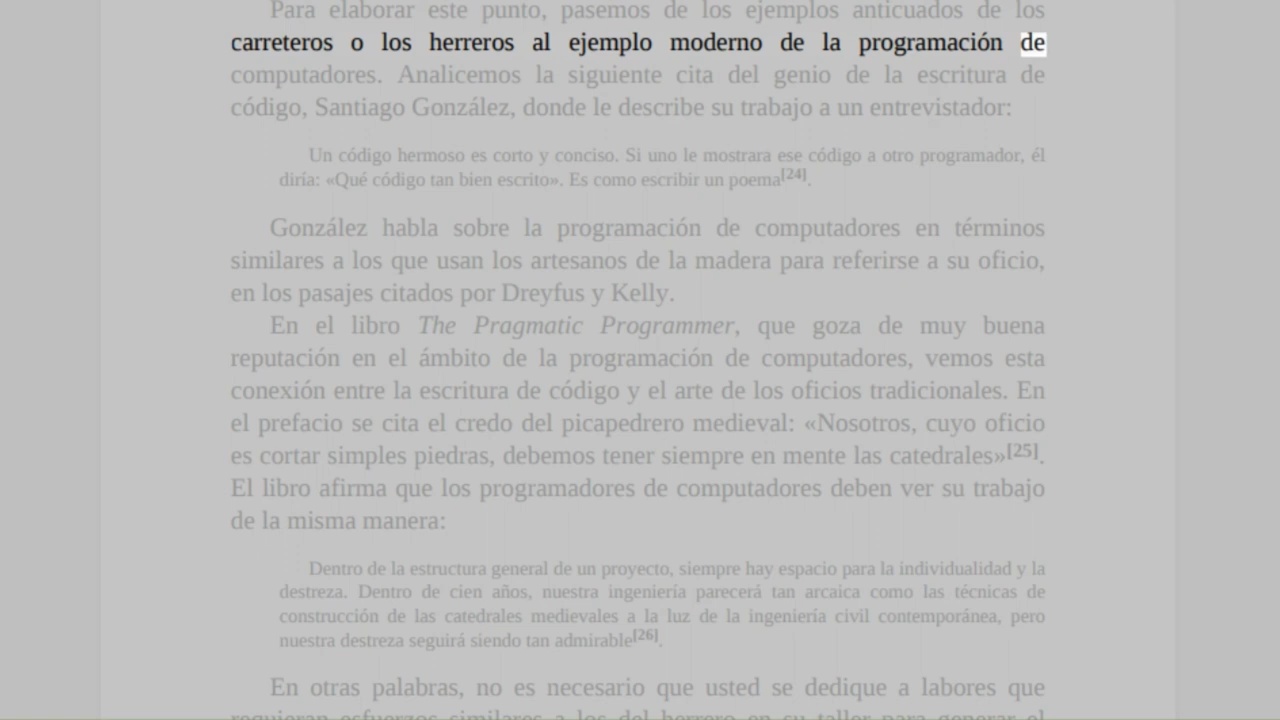 Para elaborar este punto, pasemos de los ejemplos anticuados de los
carreteros o los herreros al ejemplo moderno de la programación de
computadores. Analicemos la siguiente cita del genio de la escritura de
código, Santiago González, donde le describe su trabajo a un entrevistador:
Un código hermoso es corto y conciso. Si uno le mostrara ese código a otro programador, él
diría: «Qué código tan bien escrito». Es como escribir un poema[24].
González habla sobre la programación de computadores en términos
similares a los que usan los artesanos de la madera para referirse a su oficio,
en los pasajes citados por Dreyfus y Kelly.
En el libro The Pragmatic Programmer, que goza de muy buena
reputación en el ámbito de la programación de computadores, vemos esta
conexión entre la escritura de código y el arte de los oficios tradicionales. En
el prefacio se cita el credo del picapedrero medieval: «Nosotros, cuyo oficio
es cortar simples piedras, debemos tener siempre en mente las catedrales»[25].
El libro afirma que los programadores de computadores deben ver su trabajo
de la misma manera:
Dentro de la estructura general de un proyecto, siempre hay espacio para la individualidad y la
destreza. Dentro de cien años, nuestra ingeniería parecerá tan arcaica como las técnicas de
construcción de las catedrales medievales a la luz de la ingeniería civil contemporánea, pero
nuestra destreza seguirá siendo tan admirable[26].
En otras palabras, no es necesario que usted se dedique a labores que
requieran esfuerzos similares a los del herrero en su taller para generar el